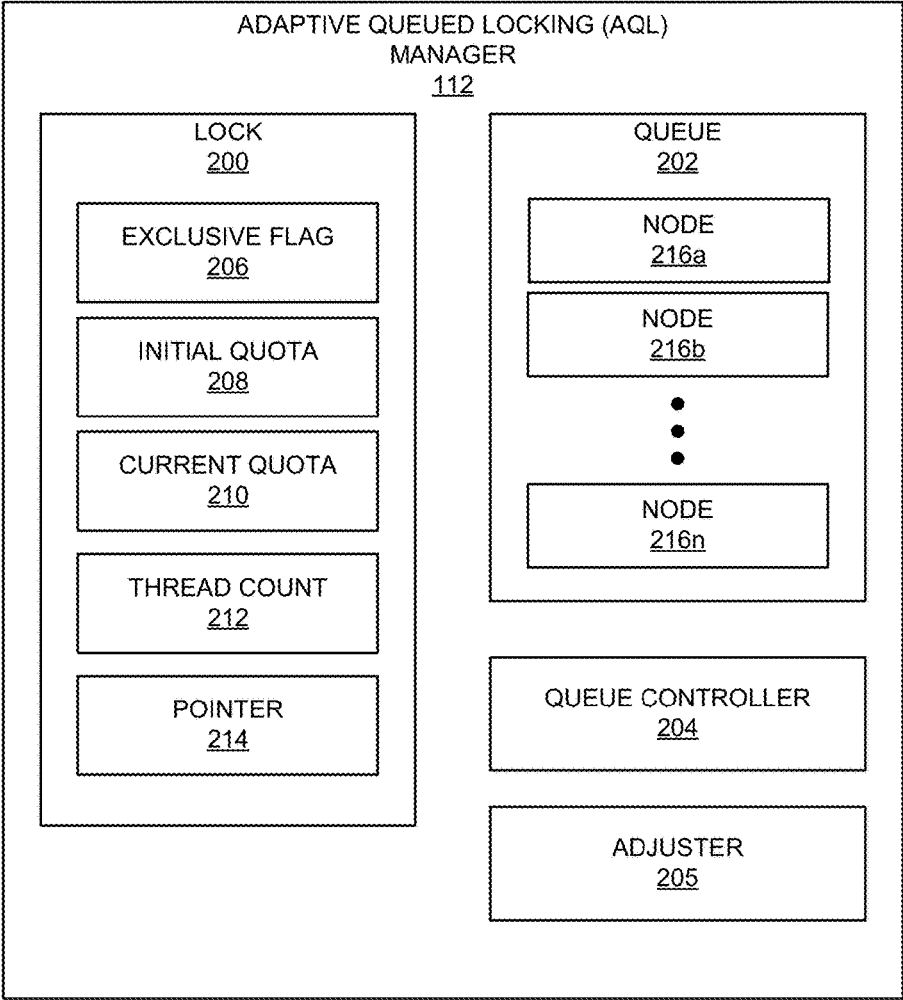 ADAPTIVE QUEUED LOCKING (AQL)
MANAGER
112
LOCK
200
EXCLUSIVE FLAG
206
INITIAL QUOTA
208
CURRENT QUOTA
210
THREAD COUNT
212
POINTER
214
QUEUE
202
NODE
216a
NODE
216b
NODE
216n
QUEUE CONTROLLER
204
ADJUSTER
205